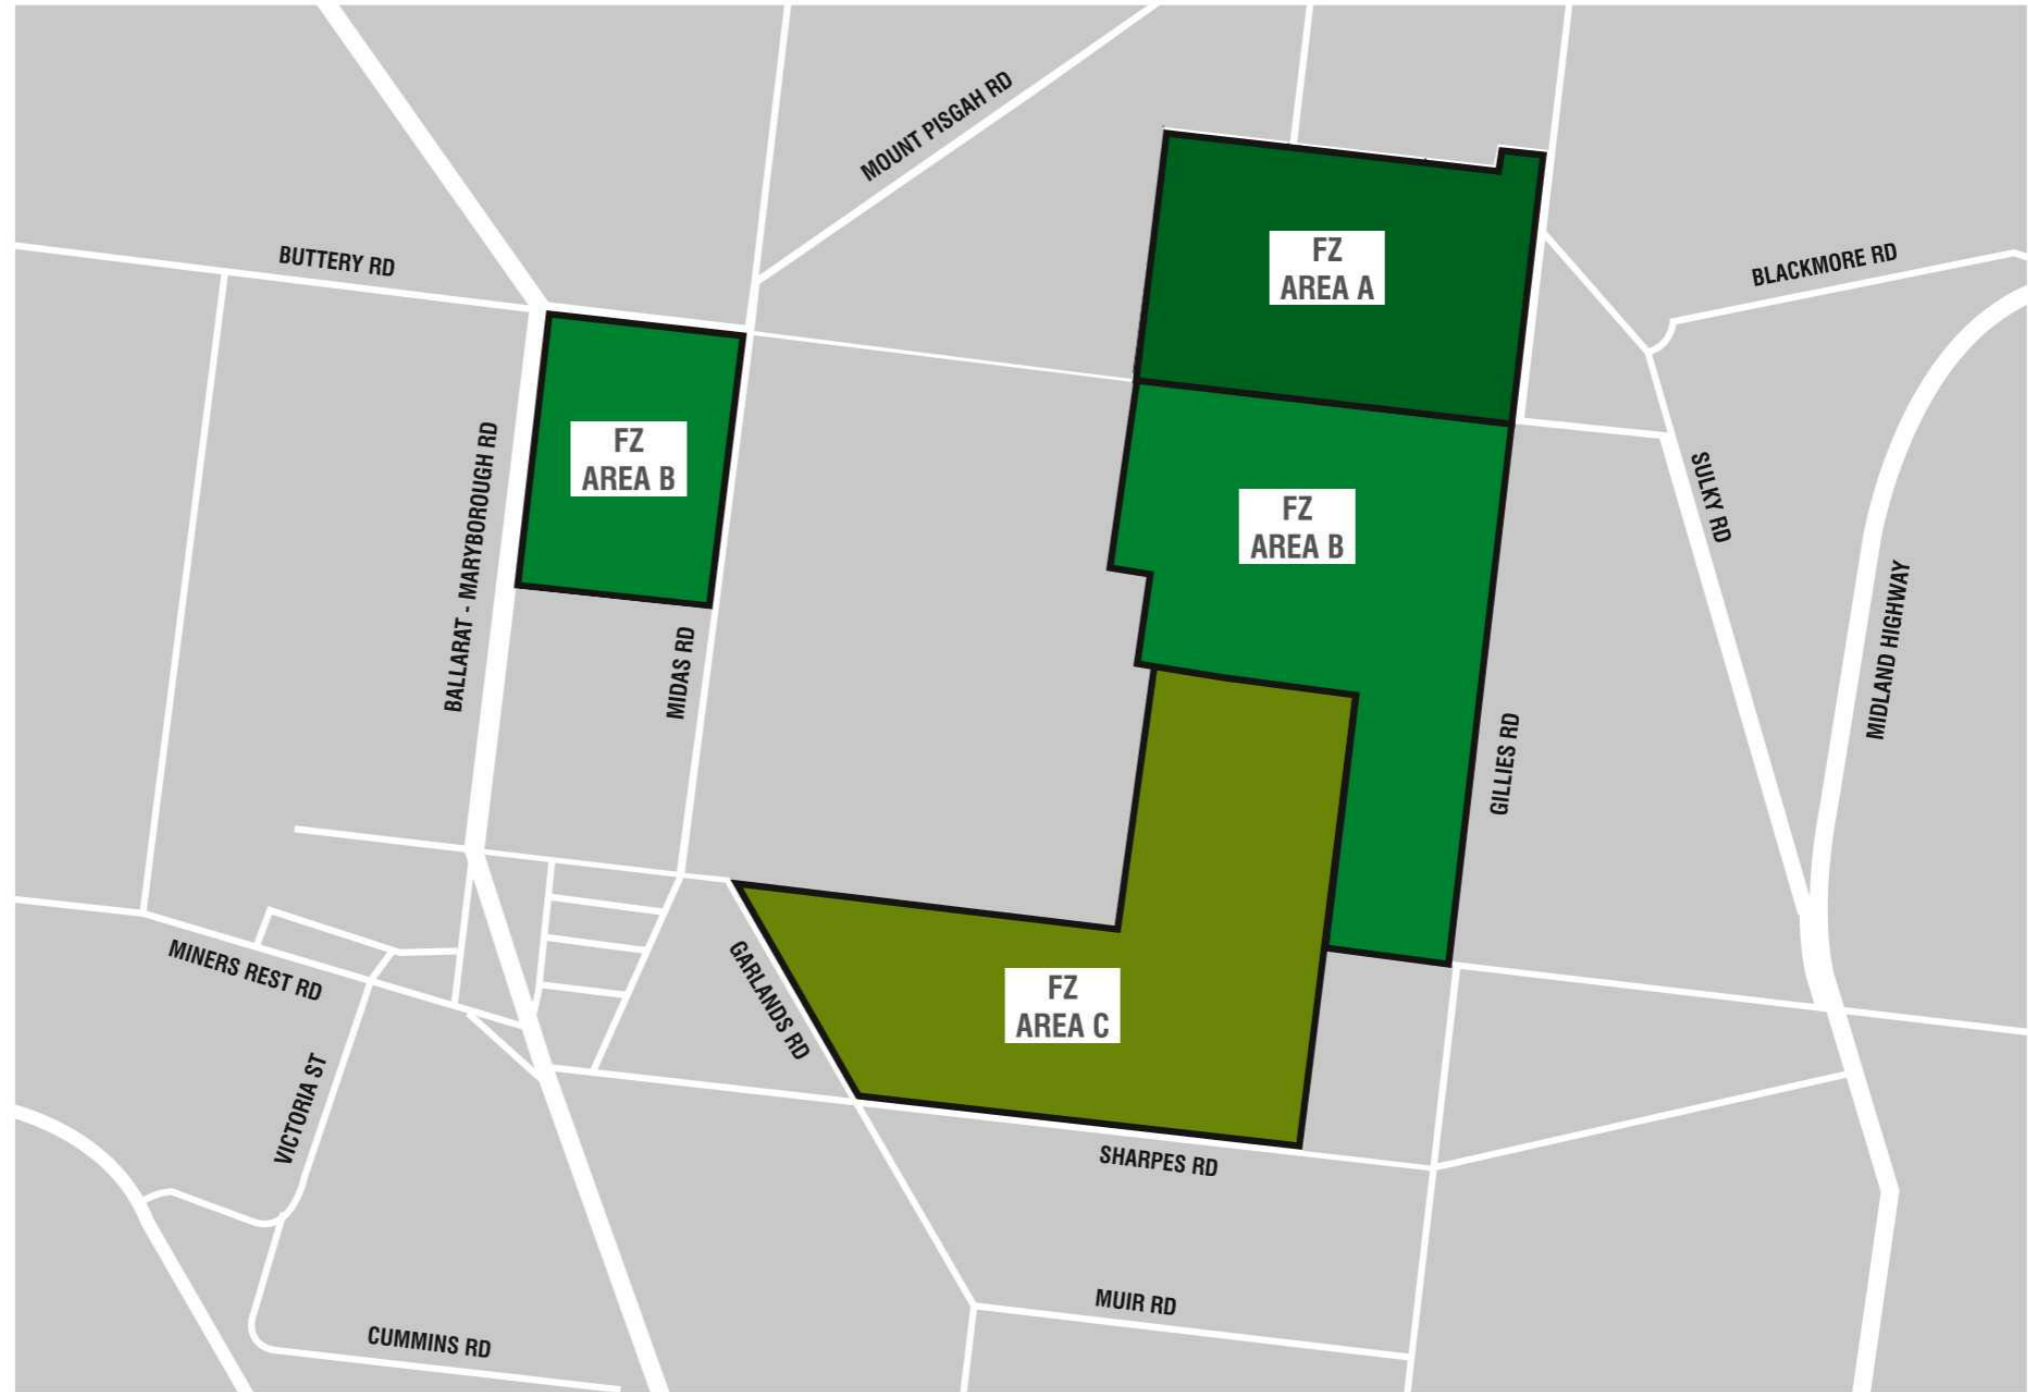 MOUNT PISGAH RD
BUTTERY RD
FZ
AREA A
BLACKMORE RD
BALLARAT - MARYBOROUGH RD
FZ
AREA B
FZ
AREA B
SULKY RD
MIDLAND HIGHWAY
MIDAS RD
GILLIES RD
MINERS REST RD
GARLANDS RD
FZ
AREA C
VICTORIA ST
SHARPES RD
MUIR RD
CUMMINS RD